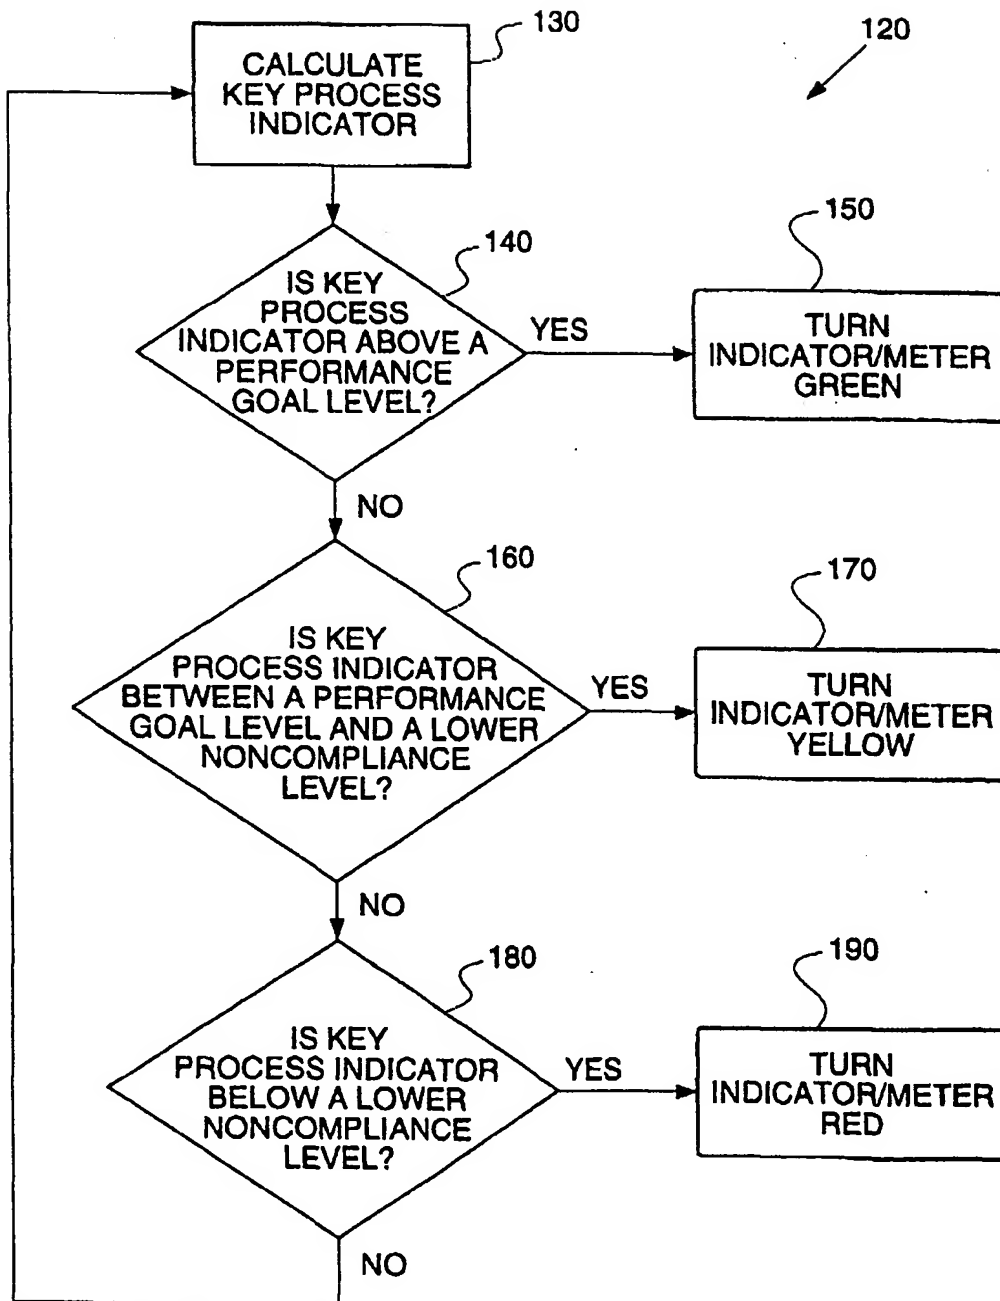 130
120
CALCULATE
KEY PROCESS
INDICATOR
140
150
IS KEY
PROCESS
INDICATOR ABOVE A
PERFORMANCE
GOAL LEVEL?
YES
TURN
INDICATOR/METER
GREEN
NO
160
170
IS KEY
PROCESS INDICATOR
BETWEEN A PERFORMANCE
GOAL LEVEL AND A LOWER
NONCOMPLIANCE
LEVEL?
YES
TURN
INDICATOR/METER
YELLOW
NO
180
190
IS KEY
PROCESS INDICATOR
BELOW A LOWER
NONCOMPLIANCE
LEVEL?
YES
TURN
INDICATOR/METER
RED
NO